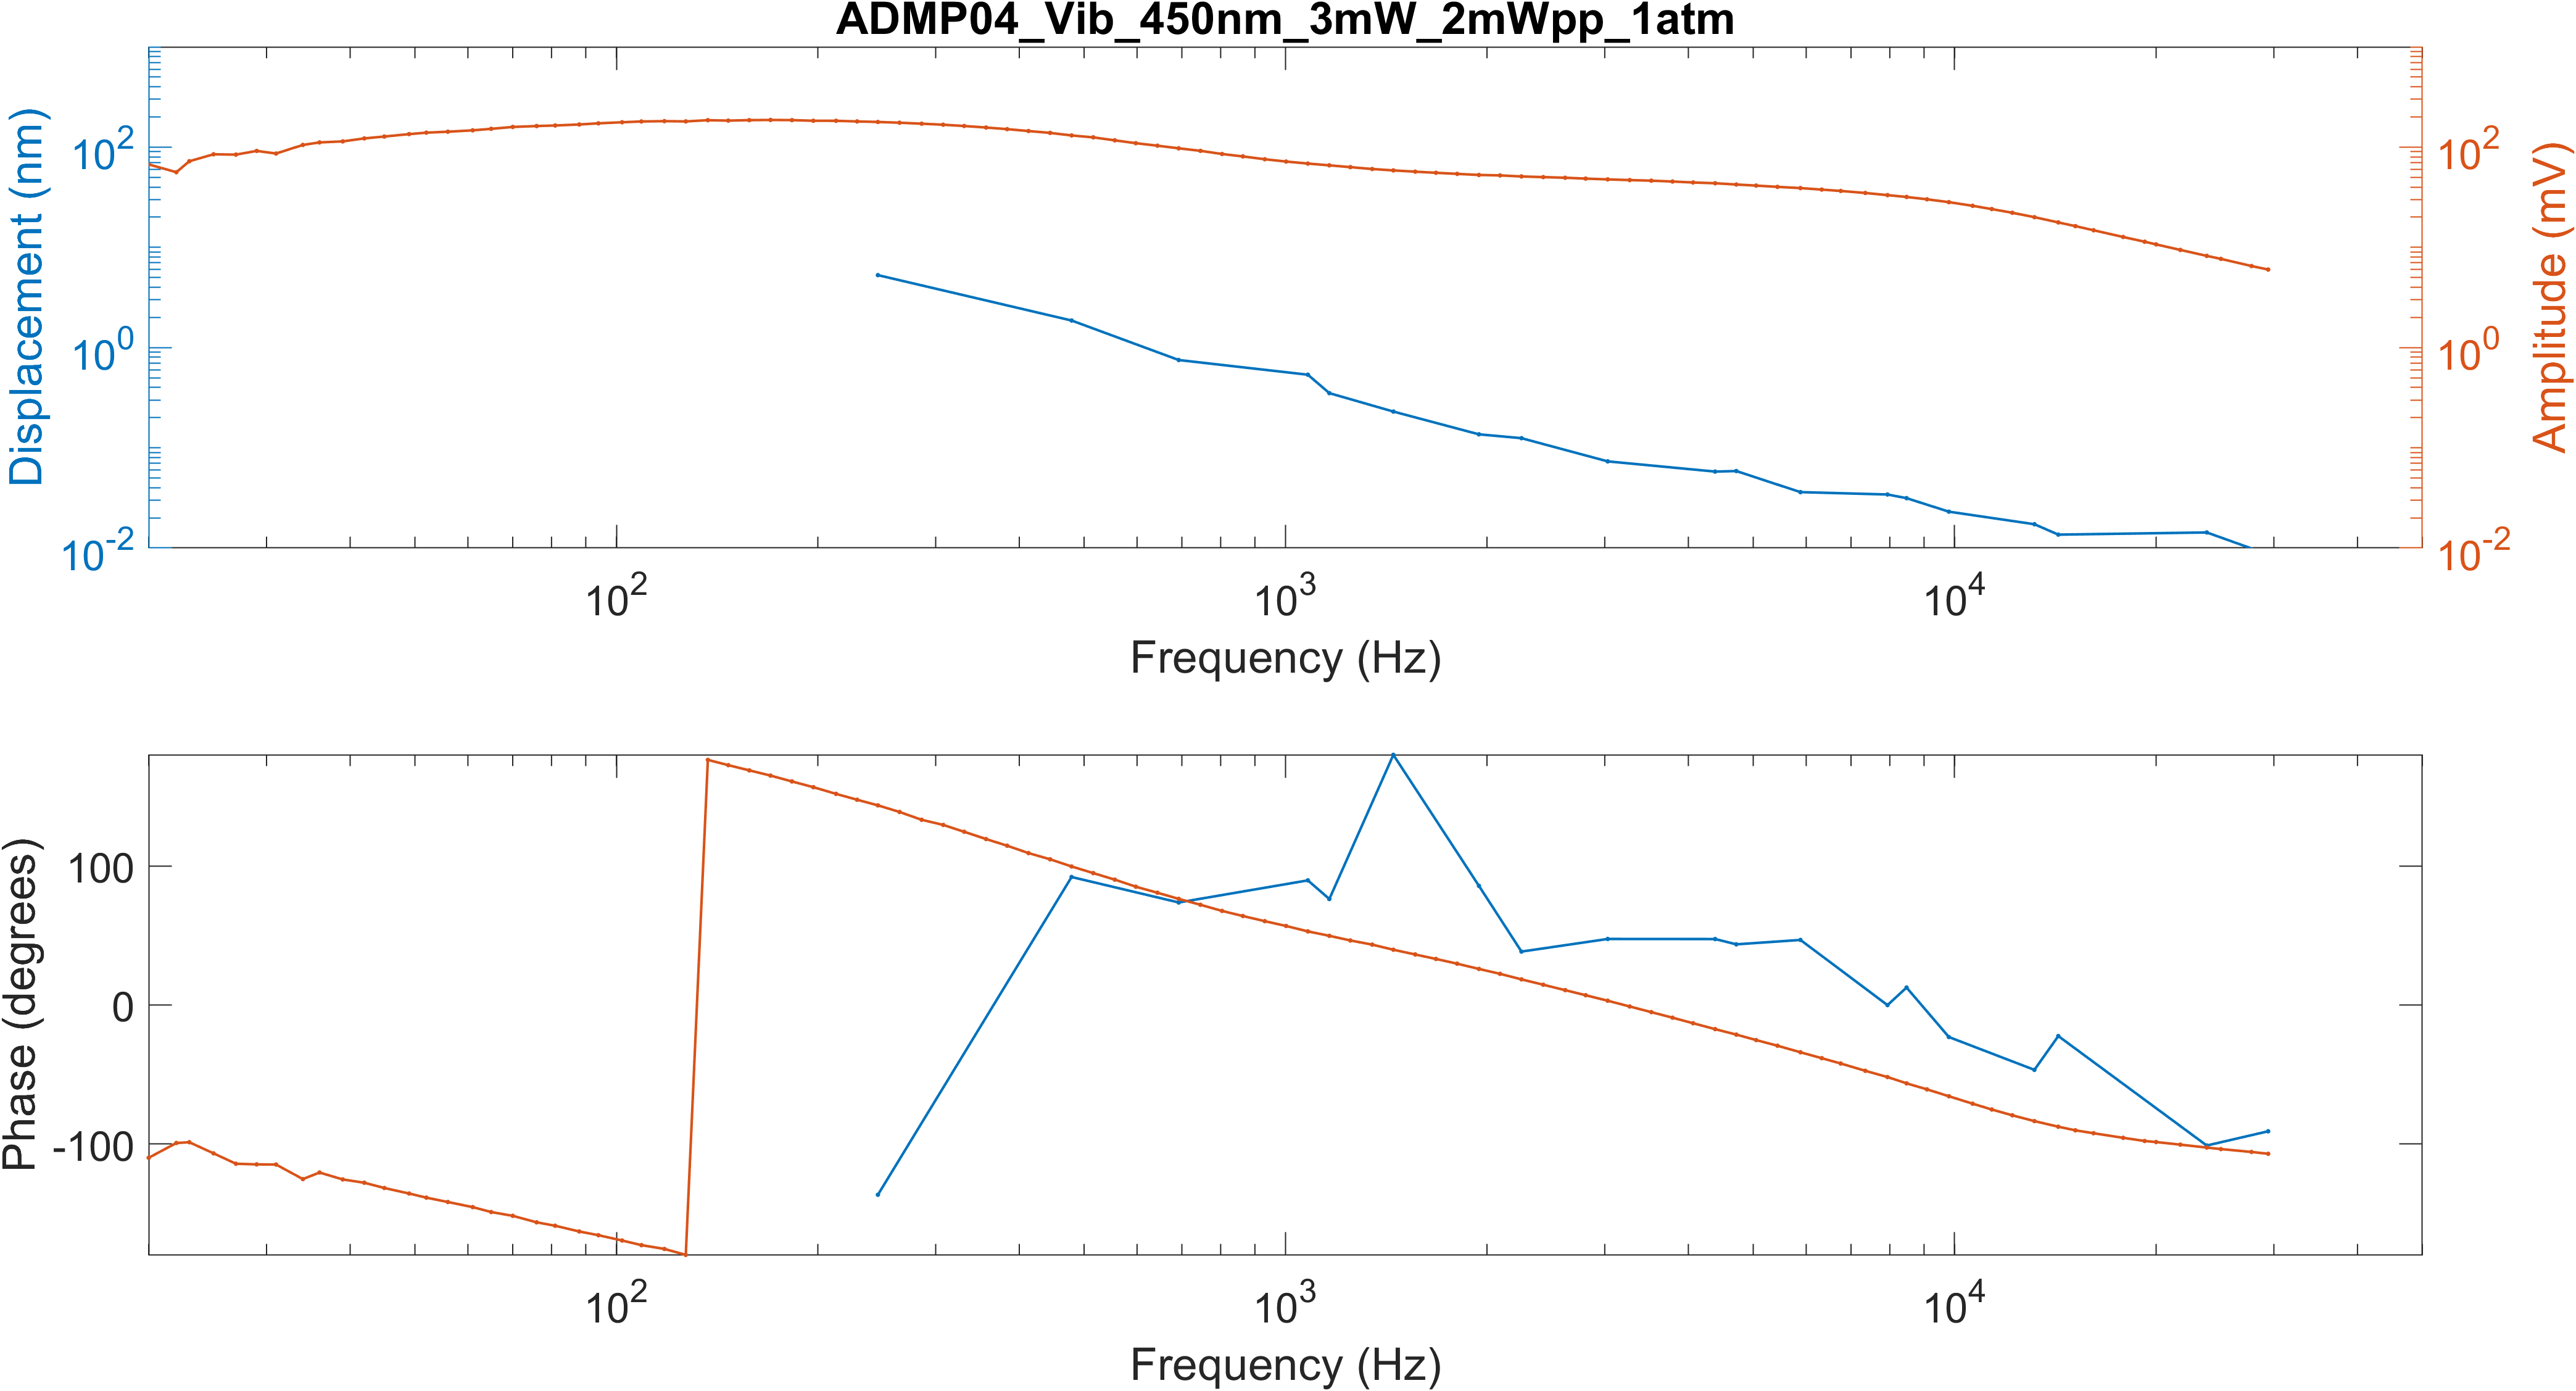 ADMP04_Vib_450nm_3mW_2mWpp_1atm
Displacement (nm)
10^2
10^0
10^-2
Amplitude (mV)
10^2
10^0
10^-2
10^2 10^3 10^4
Frequency (Hz)
Phase (degrees)
100
0
-100
10^2 10^3 10^4
Frequency (Hz)